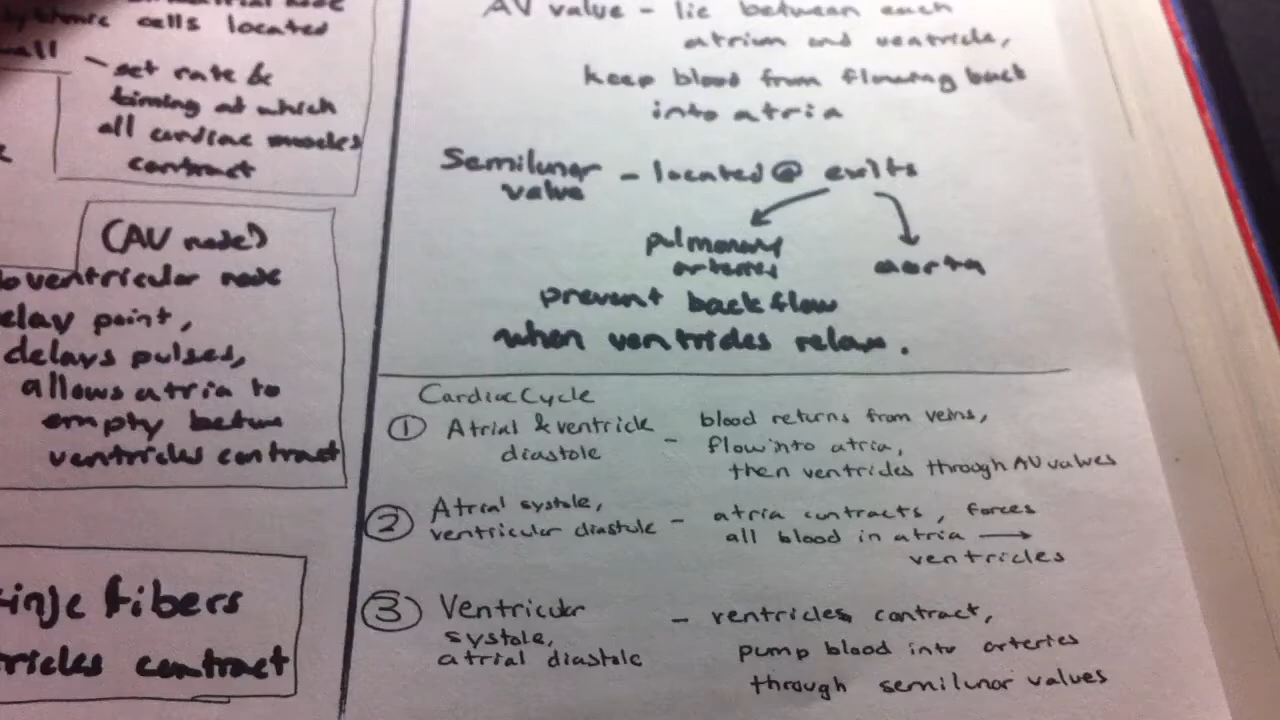 cells located
wall
- set rate &
timing at which
all cardiac muscles
contract
(AV node)
ventricular node
elay point,
delays pulses,
allows atria to
empty before
ventricles contract
inje fibers
tricles contract
AV valve - lie between each
atrium and ventricle,
keep blood from flowing back
into atria
Semilunar valve - located @ exits
pulmonary arteries
aorta
prevent backflow
when ventricles relax.
Cardiac Cycle
① Atrial & ventricle diastole - blood returns from veins,
flow into atria,
then ventricles through AV valves
② Atrial systole,
ventricular diastole - atria contracts, forces
all blood in atria →
ventricles
③ Ventricular - ventricles contract,
systole,
atrial diastole
pump blood into arteries
through semilunar valves